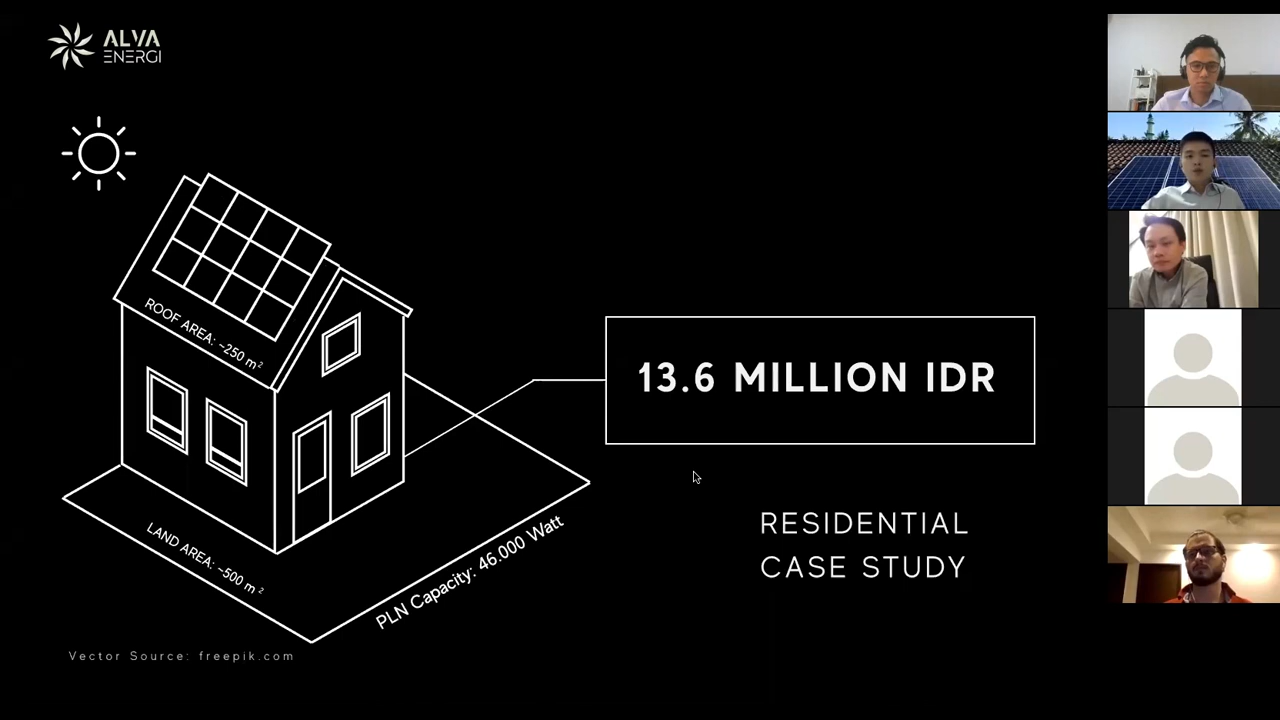 ALVA
ENERGI
ROOF AREA: ~250 m²
13.6 MILLION IDR
RESIDENTIAL
CASE STUDY
LAND AREA: ~500 m²
PLN Capacity: 46.000 Watt
Vector Source: freepik.com